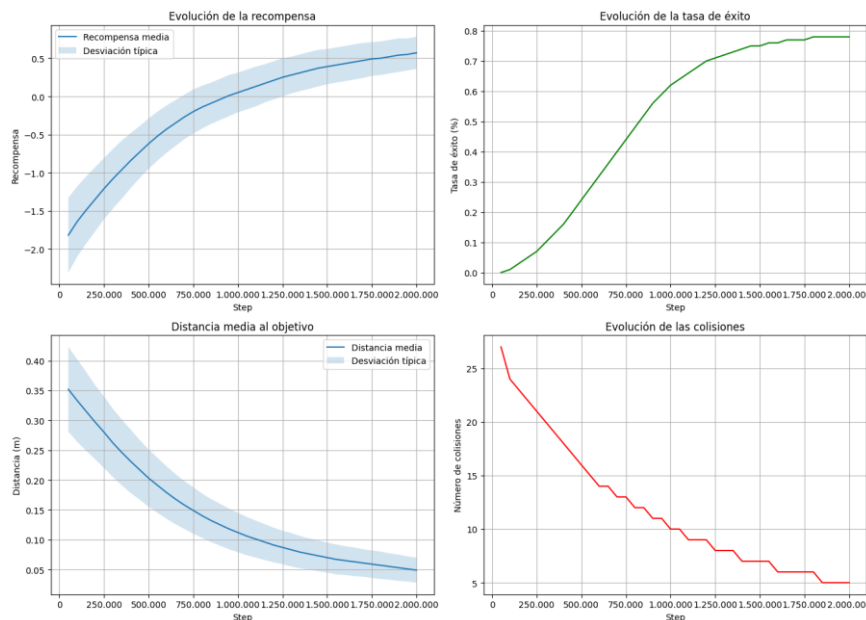 Evolución de la recompensa
Recompensa media
Desviación típica
Recompensa
0.5
0.0
−0.5
−1.0
−1.5
−2.0
0 250.000 500.000 750.000 1.000.000 1.250.000 1.500.000 1.750.000 2.000.000
Step
Evolución de la tasa de éxito
Tasa de éxito (%)
0.8
0.7
0.6
0.5
0.4
0.3
0.2
0.1
0.0
0 250.000 500.000 750.000 1.000.000 1.250.000 1.500.000 1.750.000 2.000.000
Step
Distancia media al objetivo
Distancia media
Desviación típica
Distancia (m)
0.40
0.35
0.30
0.25
0.20
0.15
0.10
0.05
0 250.000 500.000 750.000 1.000.000 1.250.000 1.500.000 1.750.000 2.000.000
Step
Evolución de las colisiones
Número de colisiones
25
20
15
10
5
0 250.000 500.000 750.000 1.000.000 1.250.000 1.500.000 1.750.000 2.000.000
Step